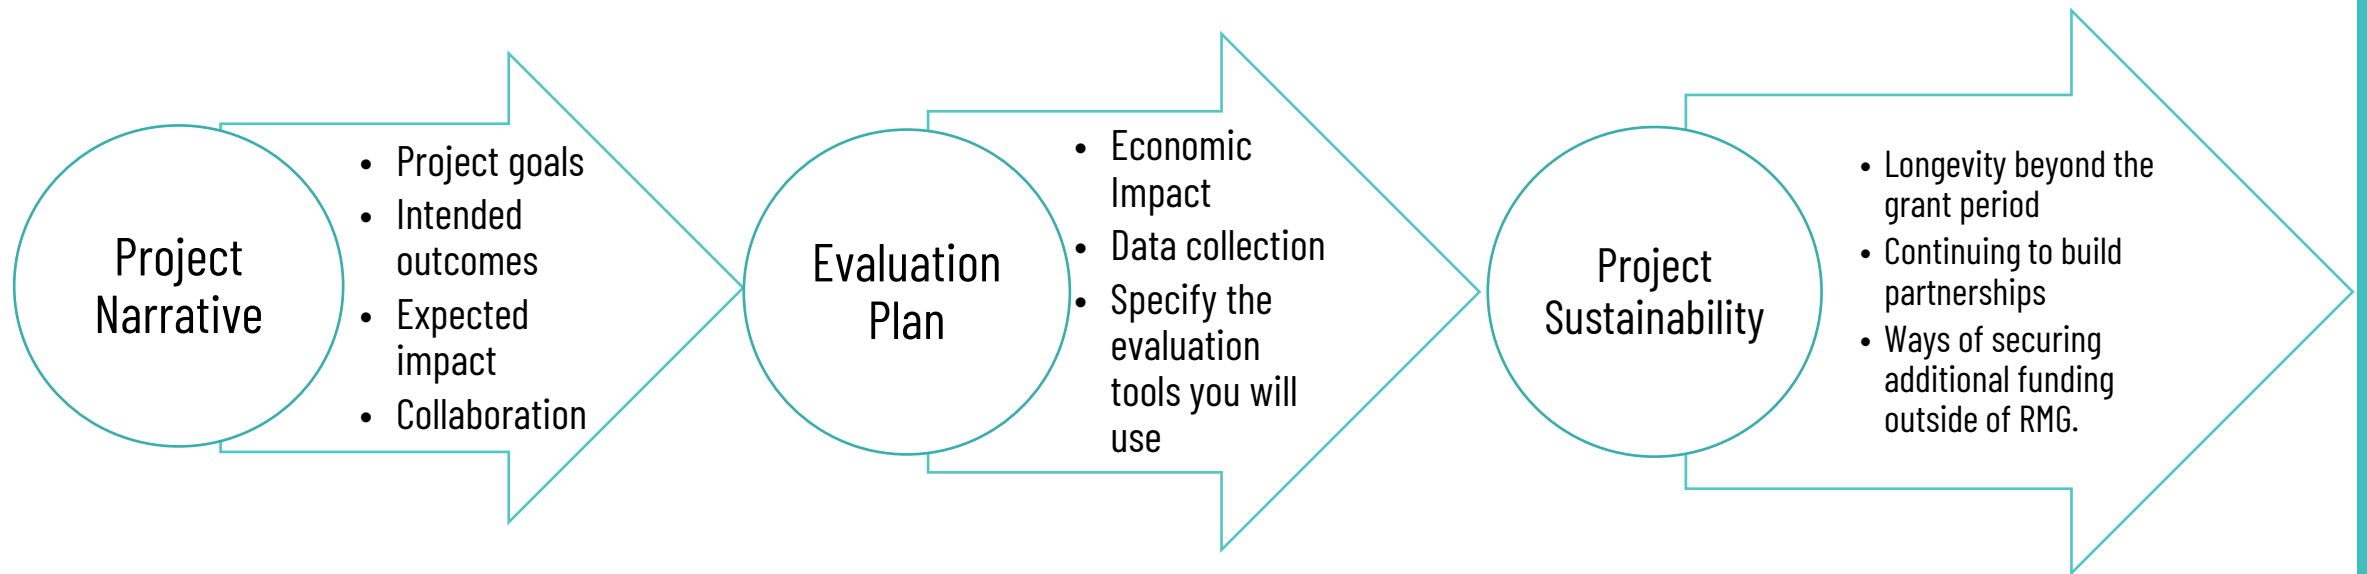 Project
Narrative
• Project goals
• Intended
outcomes
• Expected
impact
• Collaboration
Evaluation
Plan
• Economic
Impact
• Data collection
• Specify the
evaluation
tools you will
use
Project
Sustainability
• Longevity beyond the
grant period
• Continuing to build
partnerships
• Ways of securing
additional funding
outside of RMG.